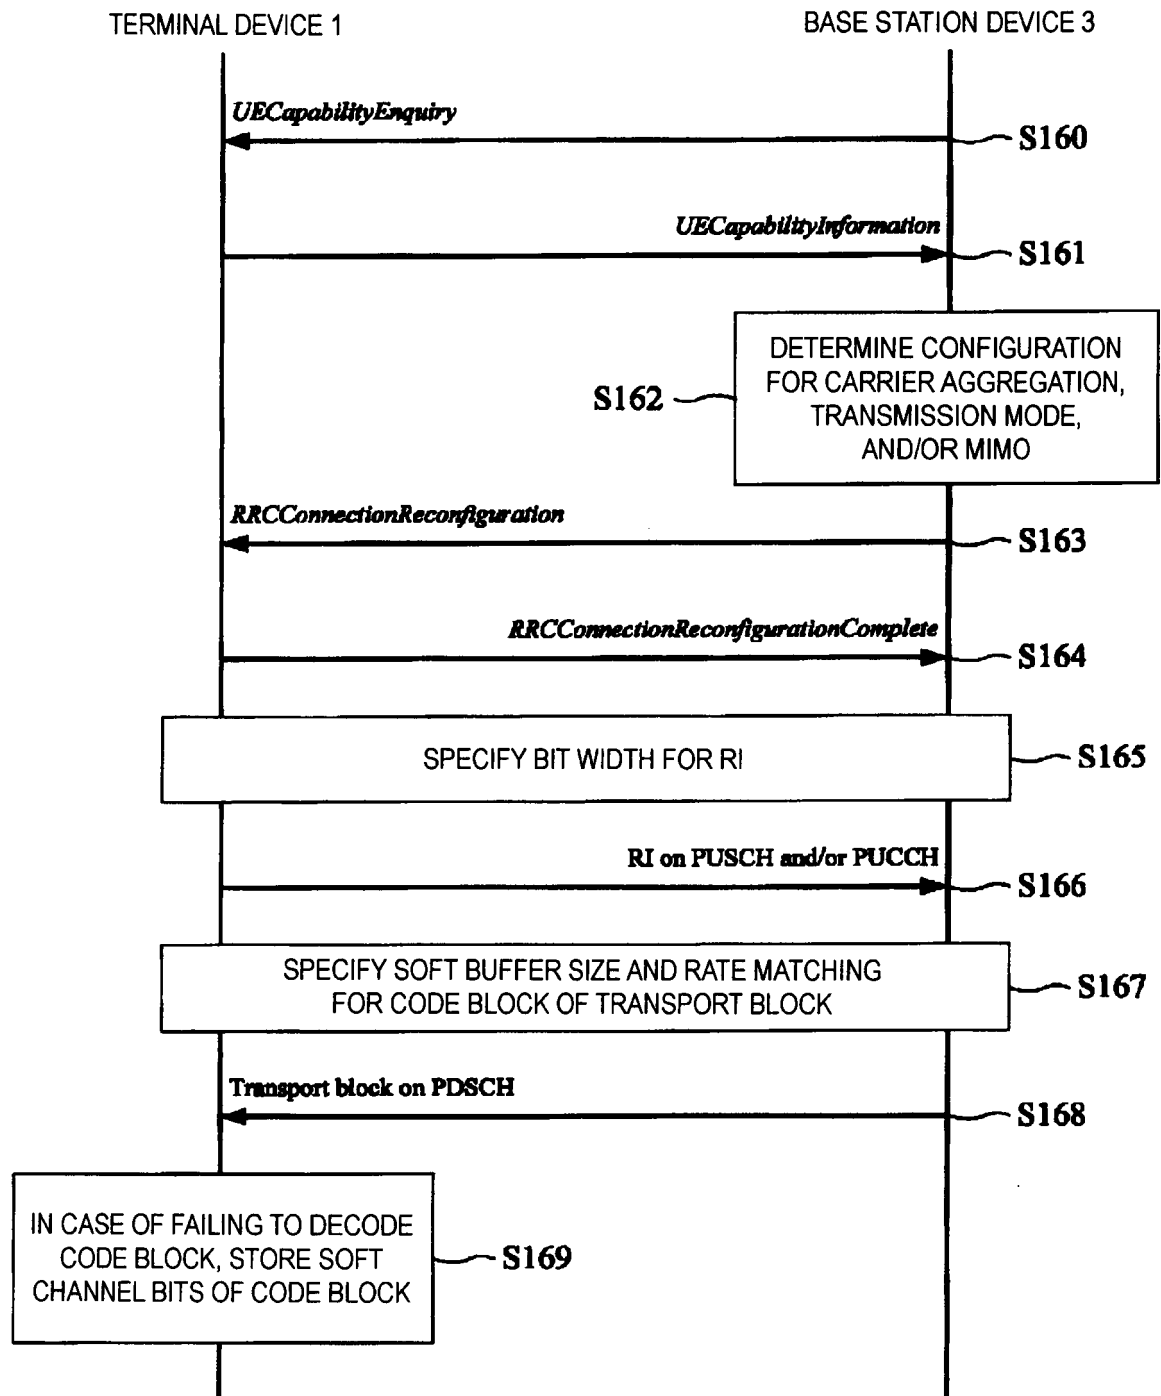 TERMINAL DEVICE 1
BASE STATION DEVICE 3
UECapabilityEnquiry
S160
UECapabilityInformation
S161
DETERMINE CONFIGURATION
FOR CARRIER AGGREGATION,
TRANSMISSION MODE,
AND/OR MIMO
S162
RRCConnectionReconfiguration
S163
RRCConnectionReconfigurationComplete
S164
SPECIFY BIT WIDTH FOR RI
S165
RI on PUSCH and/or PUCCH
S166
SPECIFY SOFT BUFFER SIZE AND RATE MATCHING
FOR CODE BLOCK OF TRANSPORT BLOCK
S167
Transport block on PDSCH
S168
IN CASE OF FAILING TO DECODE
CODE BLOCK, STORE SOFT
CHANNEL BITS OF CODE BLOCK
S169